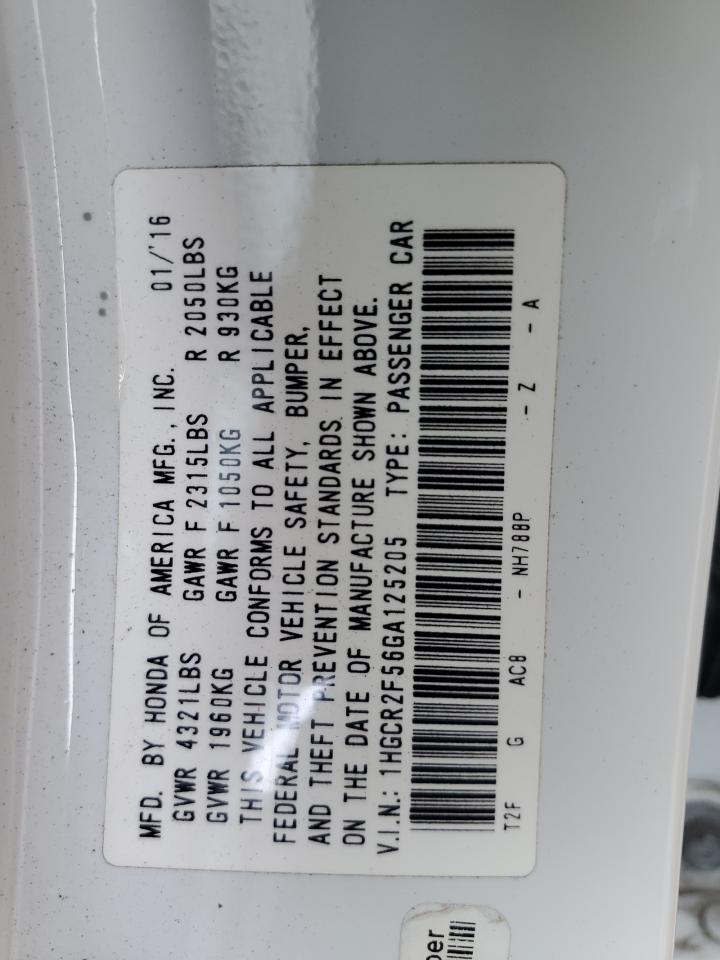 MFD. BY HONDA OF AMERICA MFG., INC. 01/'16
GVWR 4321LBS GAWR F 2315LBS R 2050LBS
GVWR 1960KG GAWR F 1050KG R 930KG
THIS VEHICLE CONFORMS TO ALL APPLICABLE
FEDERAL MOTOR VEHICLE SAFETY, BUMPER,
AND THEFT PREVENTION STANDARDS IN EFFECT
ON THE DATE OF MANUFACTURE SHOWN ABOVE.
V.I.N.: 1HGCR2F56GA125205 TYPE: PASSENGER CAR
T2F G AC8 - NH788P - Z - A